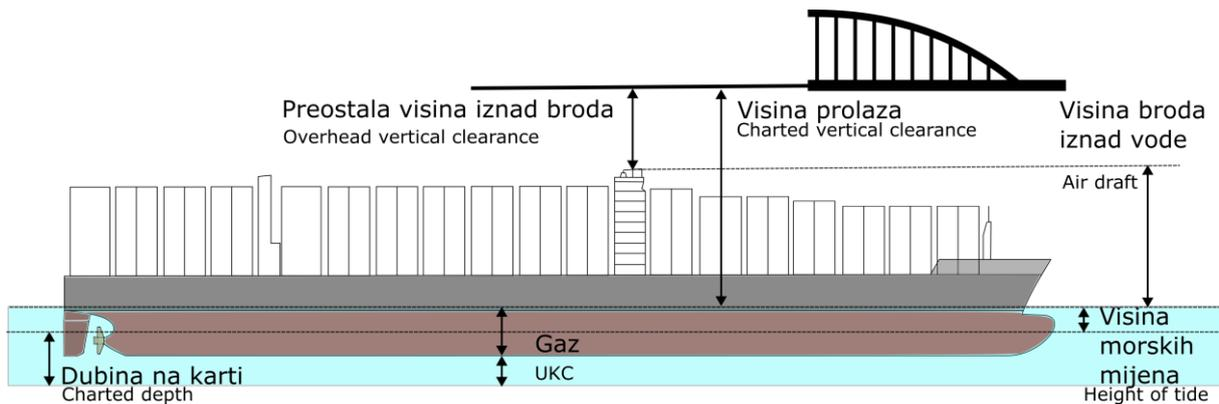 Preostala visina iznad broda
Overhead vertical clearance
Visina prolaza
Charted vertical clearance
Visina broda
iznad vode
Air draft
Gaz
UKC
Dubina na karti
Charted depth
Visina
morskih
mijena
Height of tide